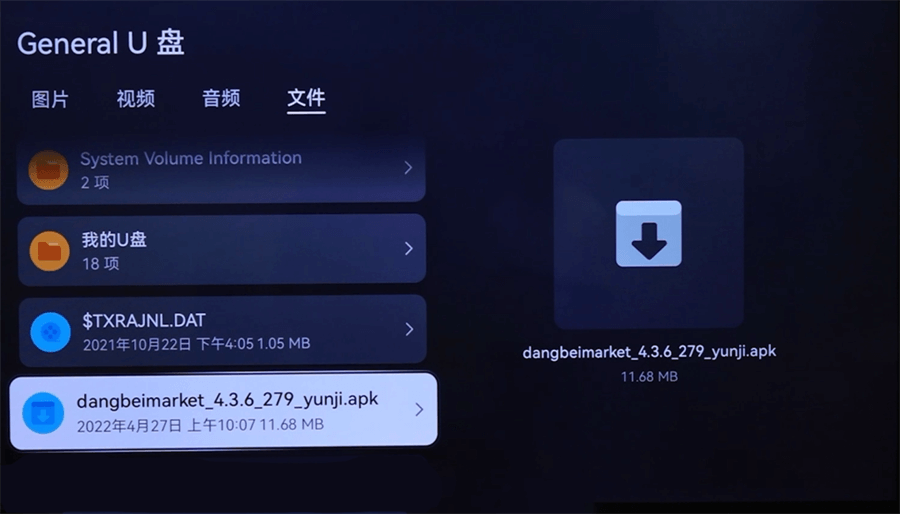 General U 盘
图片 视频 音频 文件
System Volume Information
2 项
我的U盘
18 项
$TXRAJNL.DAT
2021年10月22日 下午4:05 1.05 MB
dangbeimarket_4.3.6_279_yunji.apk
2022年4月27日 上午10:07 11.68 MB
dangbeimarket_4.3.6_279_yunji.apk
11.68 MB